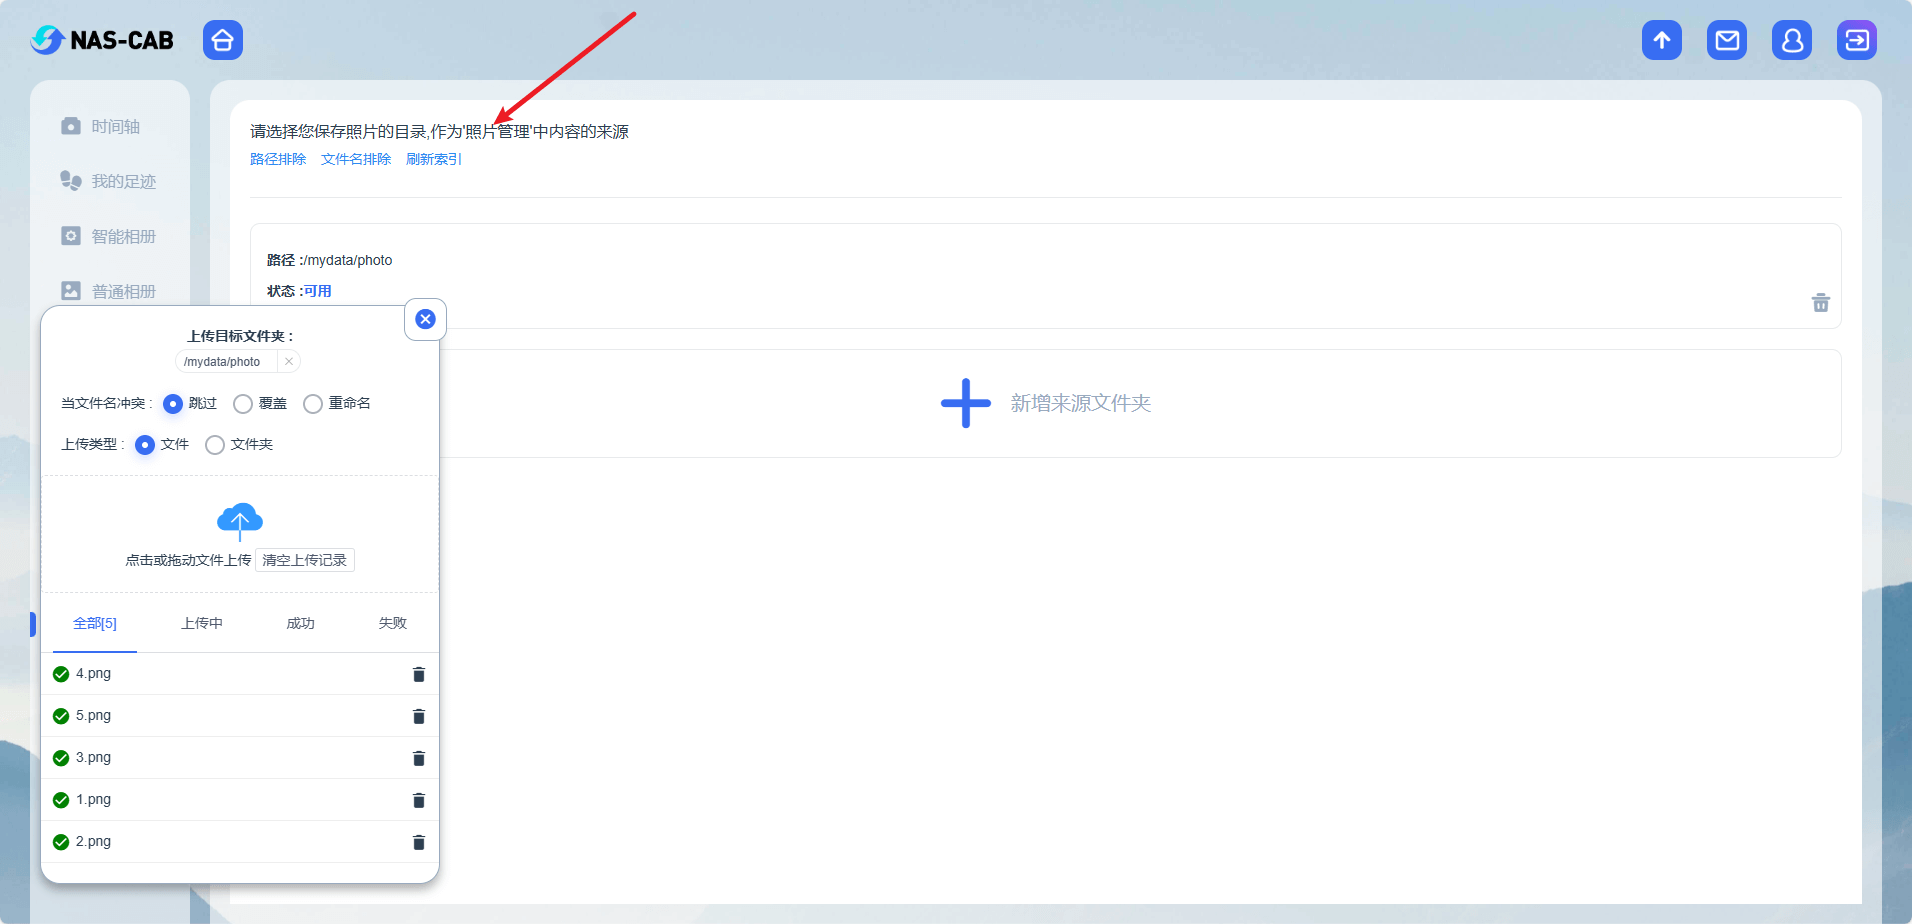 NAS-CAB
时间轴
我的足迹
智能相册
普通相册
请选择您保存照片的目录,作为'照片管理'中内容的来源
路径排除 文件名排除 刷新索引
路径 :/mydata/photo
状态 :可用
新增来源文件夹
上传目标文件夹 :
/mydata/photo
当文件名冲突 : 跳过 覆盖 重命名
上传类型 : 文件 文件夹
点击或拖动文件上传 清空上传记录
全部[5] 上传中 成功 失败
4.png
5.png
3.png
1.png
2.png